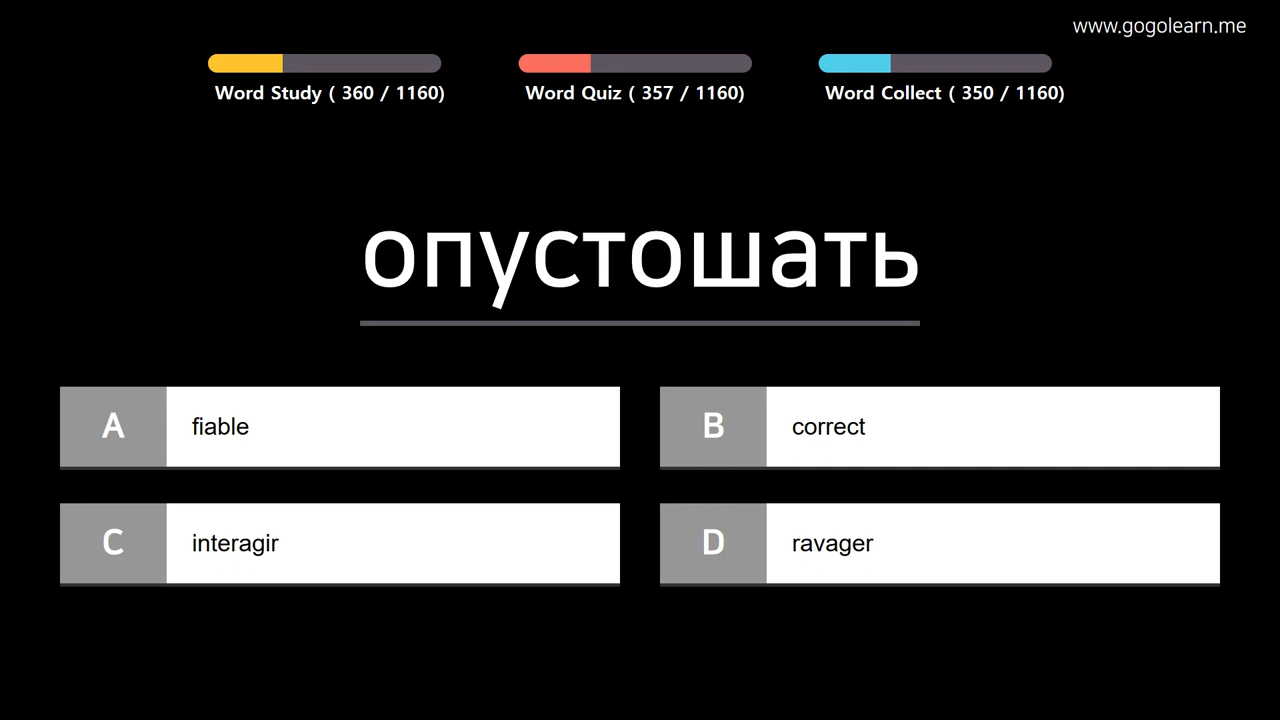 www.gogolearn.me
Word Study ( 360 / 1160)
Word Quiz ( 357 / 1160)
Word Collect ( 350 / 1160)
опустошать
A fiable
B correct
C interagir
D ravager